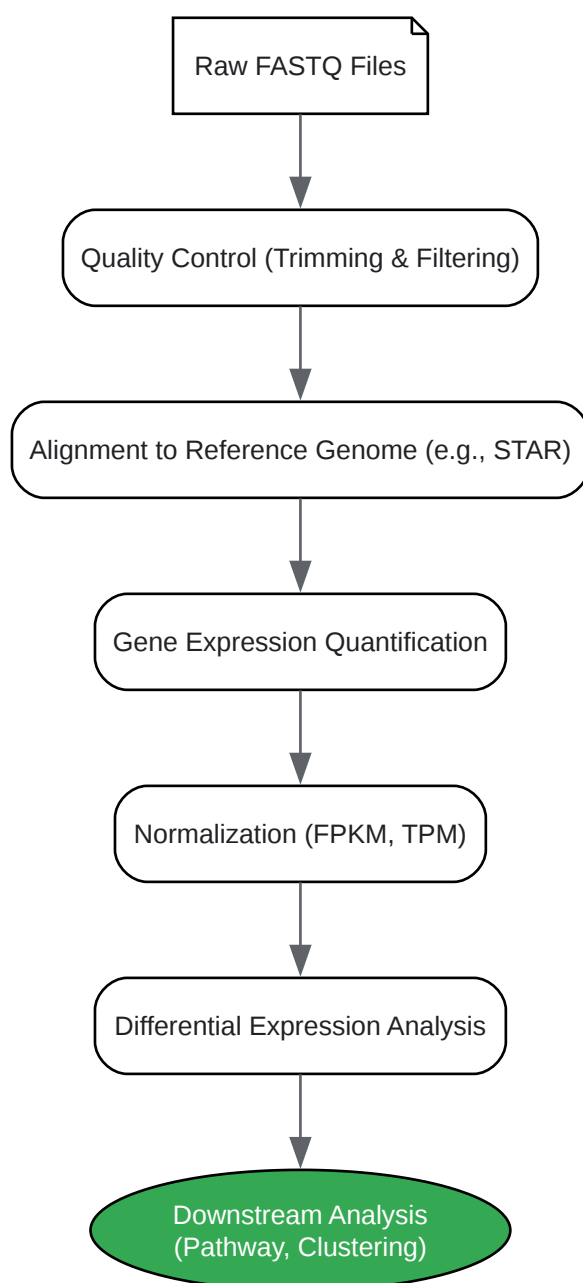 Raw FASTQ Files
Quality Control (Trimming & Filtering)
Alignment to Reference Genome (e.g., STAR)
Gene Expression Quantification
Normalization (FPKM, TPM)
Differential Expression Analysis
Downstream Analysis
(Pathway, Clustering)